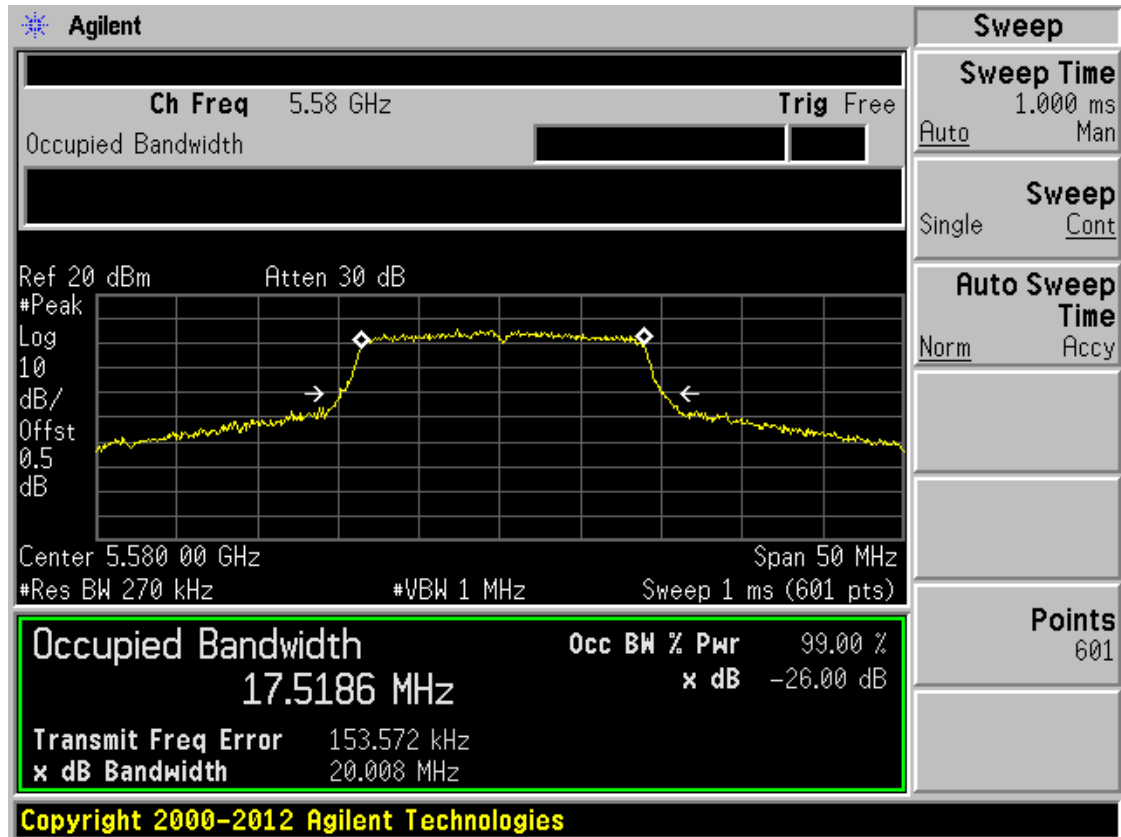 Agilent
Ch Freq 5.58 GHz Trig Free
Occupied Bandwidth
Ref 20 dBm Atten 30 dB
#Peak
Log
10
dB/
Offst
0.5
dB
Center 5.580 00 GHz Span 50 MHz
#Res BW 270 kHz #VBW 1 MHz Sweep 1 ms (601 pts)
Occupied Bandwidth
17.5186 MHz
Occ BW % Pwr 99.00 %
x dB -26.00 dB
Transmit Freq Error 153.572 kHz
x dB Bandwidth 20.008 MHz
Copyright 2000-2012 Agilent Technologies
Sweep
Sweep Time
1.000 ms
Auto Man
Sweep
Single Cont
Auto Sweep
Time
Norm Accy
Points
601